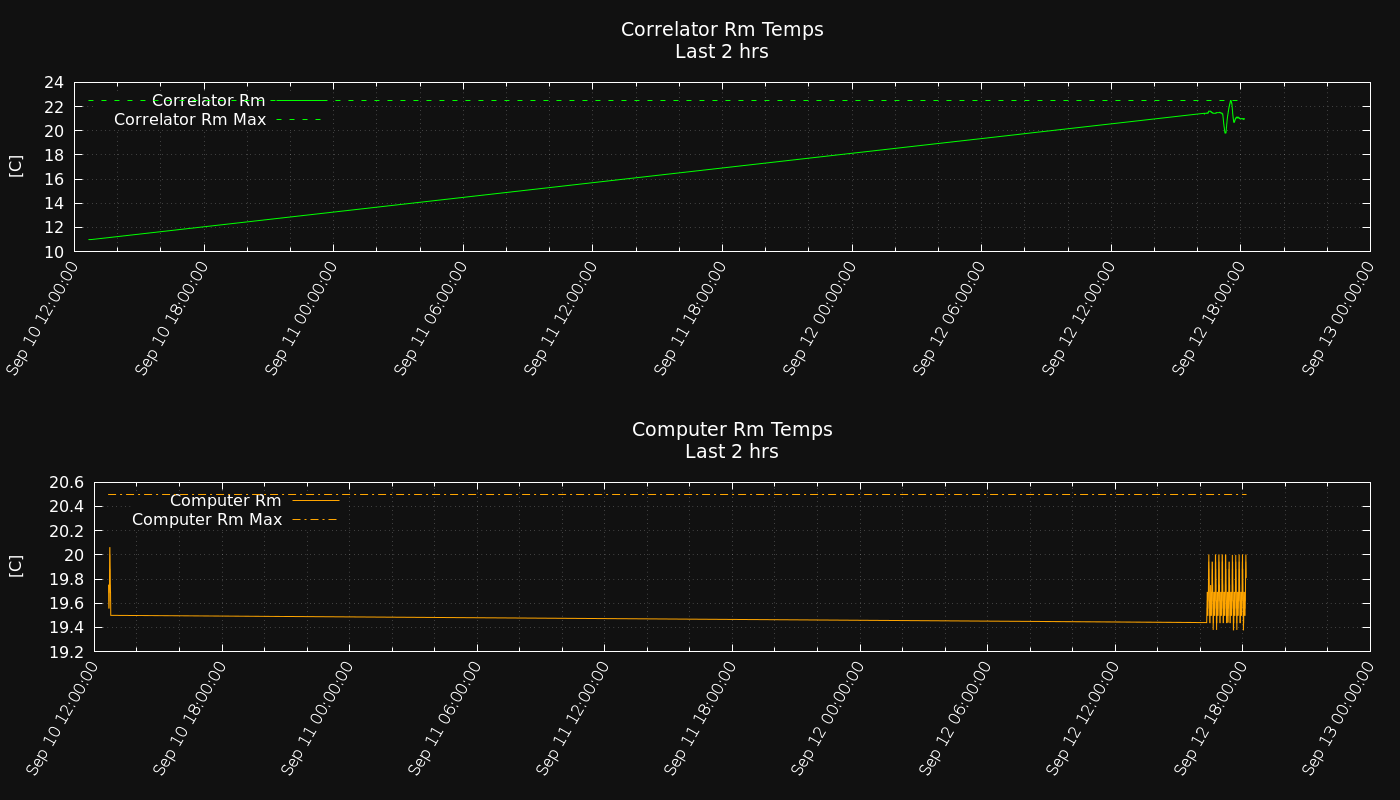 Correlator Rm Temps
Last 2 hrs
24
22
20
18
16
14
12
10
[C]
Correlator Rm
Correlator Rm Max
Sep 10 12:00:00
Sep 10 18:00:00
Sep 11 00:00:00
Sep 11 06:00:00
Sep 11 12:00:00
Sep 11 18:00:00
Sep 12 00:00:00
Sep 12 06:00:00
Sep 12 12:00:00
Sep 12 18:00:00
Sep 13 00:00:00
Computer Rm Temps
Last 2 hrs
20.6
20.4
20.2
20
19.8
19.6
19.4
19.2
[C]
Computer Rm
Computer Rm Max
Sep 10 12:00:00
Sep 10 18:00:00
Sep 11 00:00:00
Sep 11 06:00:00
Sep 11 12:00:00
Sep 11 18:00:00
Sep 12 00:00:00
Sep 12 06:00:00
Sep 12 12:00:00
Sep 12 18:00:00
Sep 13 00:00:00